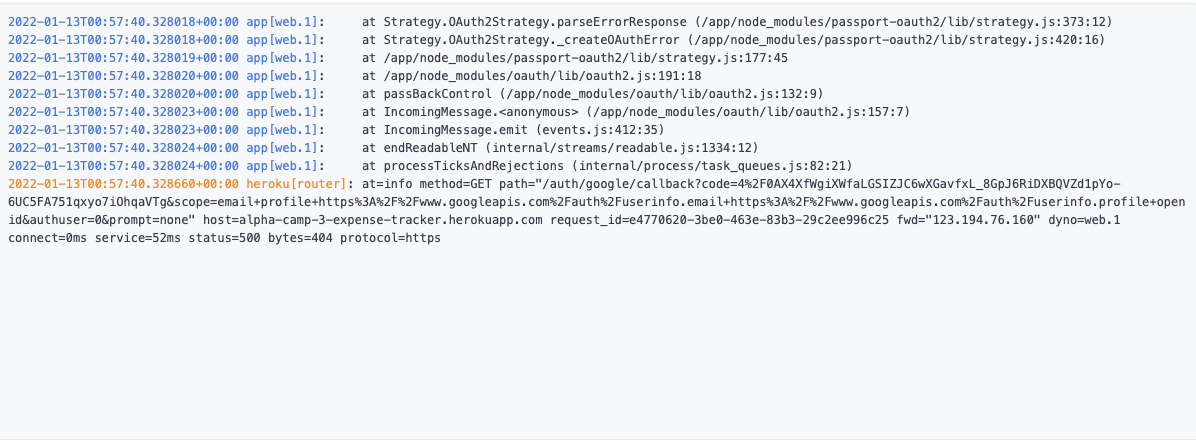 2022-01-13T00:57:40.328018+00:00 app[web.1]:     at Strategy.OAuth2Strategy.parseErrorResponse (/app/node_modules/passport-oauth2/lib/strategy.js:373:12)
2022-01-13T00:57:40.328018+00:00 app[web.1]:     at Strategy.OAuth2Strategy._createOAuthError (/app/node_modules/passport-oauth2/lib/strategy.js:420:16)
2022-01-13T00:57:40.328019+00:00 app[web.1]:     at /app/node_modules/passport-oauth2/lib/strategy.js:177:45
2022-01-13T00:57:40.328020+00:00 app[web.1]:     at /app/node_modules/oauth/lib/oauth2.js:191:18
2022-01-13T00:57:40.328020+00:00 app[web.1]:     at passBackControl (/app/node_modules/oauth/lib/oauth2.js:132:9)
2022-01-13T00:57:40.328023+00:00 app[web.1]:     at IncomingMessage.<anonymous> (/app/node_modules/oauth/lib/oauth2.js:157:7)
2022-01-13T00:57:40.328023+00:00 app[web.1]:     at IncomingMessage.emit (events.js:412:35)
2022-01-13T00:57:40.328024+00:00 app[web.1]:     at endReadableNT (internal/streams/readable.js:1334:12)
2022-01-13T00:57:40.328024+00:00 app[web.1]:     at processTicksAndRejections (internal/process/task_queues.js:82:21)
2022-01-13T00:57:40.328660+00:00 heroku[router]: at=info method=GET path="/auth/google/callback?code=4%2F0AX4XfWgiXWfaLGSIZJC6wXGavfxL_8GpJ6RiDXBQVZd1pYo-
6UC5FA751qxyo7iOhqaVTg&scope=email+profile+https%3A%2F%2Fwww.googleapis.com%2Fauth%2Fuserinfo.email+https%3A%2F%2Fwww.googleapis.com%2Fauth%2Fuserinfo.profile+open
id&authuser=0&prompt=none" host=alpha-camp-3-expense-tracker.herokuapp.com request_id=e4770620-3be0-463e-83b3-29c2ee996c25 fwd="123.194.76.160" dyno=web.1
connect=0ms service=52ms status=500 bytes=404 protocol=https